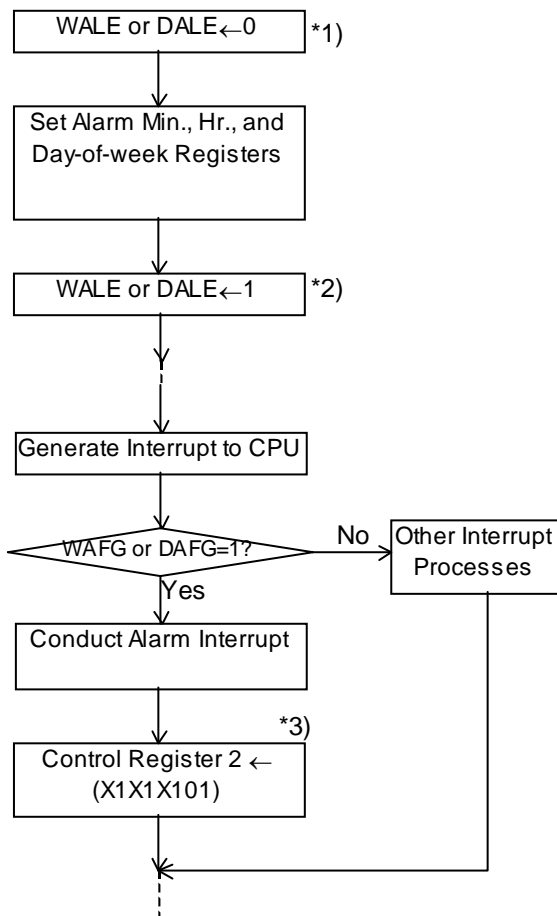 WALE or DALE←0
*1)
Set Alarm Min., Hr., and
Day-of-week Registers
WALE or DALE←1
*2)
Generate Interrupt to CPU
WAFG or DAFG=1?
No
Other Interrupt
Processes
Yes
Conduct Alarm Interrupt
*3)
Control Register 2 ←
(X1X1X101)